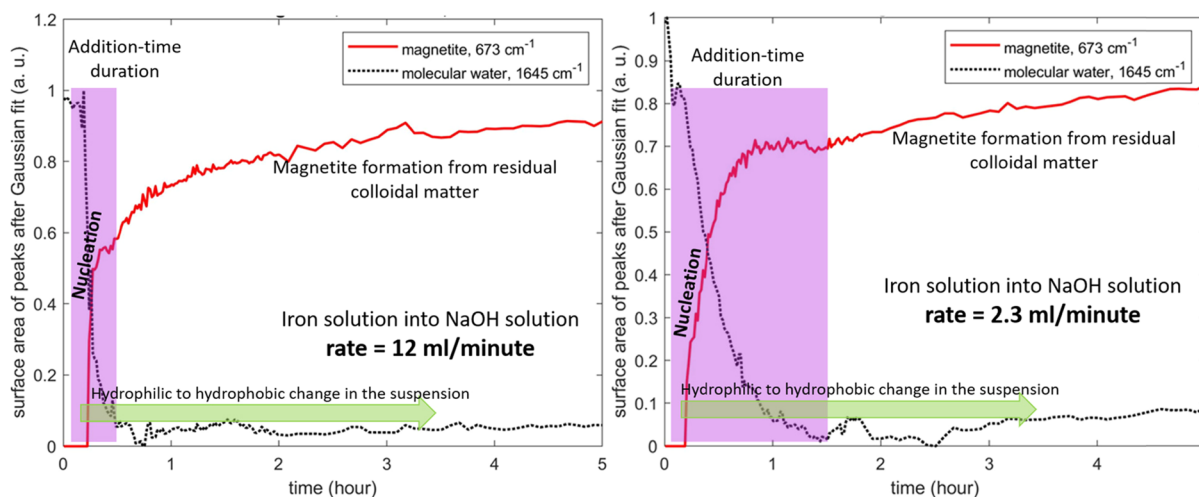 1.2
1
0.8
0.6
0.4
0.2
0
surface area of peaks after Gaussian fit (a. u.)
Addition-time
duration
magnetite, 673 cm⁻¹
molecular water, 1645 cm⁻¹
Magnetite formation from residual
colloidal matter
Nucleation
Iron solution into NaOH solution
rate = 12 ml/minute
Hydrophilic to hydrophobic change in the suspension
0 1 2 3 4 5
time (hour)
1
0.9
0.8
0.7
0.6
0.5
0.4
0.3
0.2
0.1
0
surface area of peaks after Gaussian fit (a. u.)
Addition-time
duration
magnetite, 673 cm⁻¹
molecular water, 1645 cm⁻¹
Magnetite formation from residual
colloidal matter
Nucleation
Iron solution into NaOH solution
rate = 2.3 ml/minute
Hydrophilic to hydrophobic change in the suspension
0 1 2 3 4
time (hour)